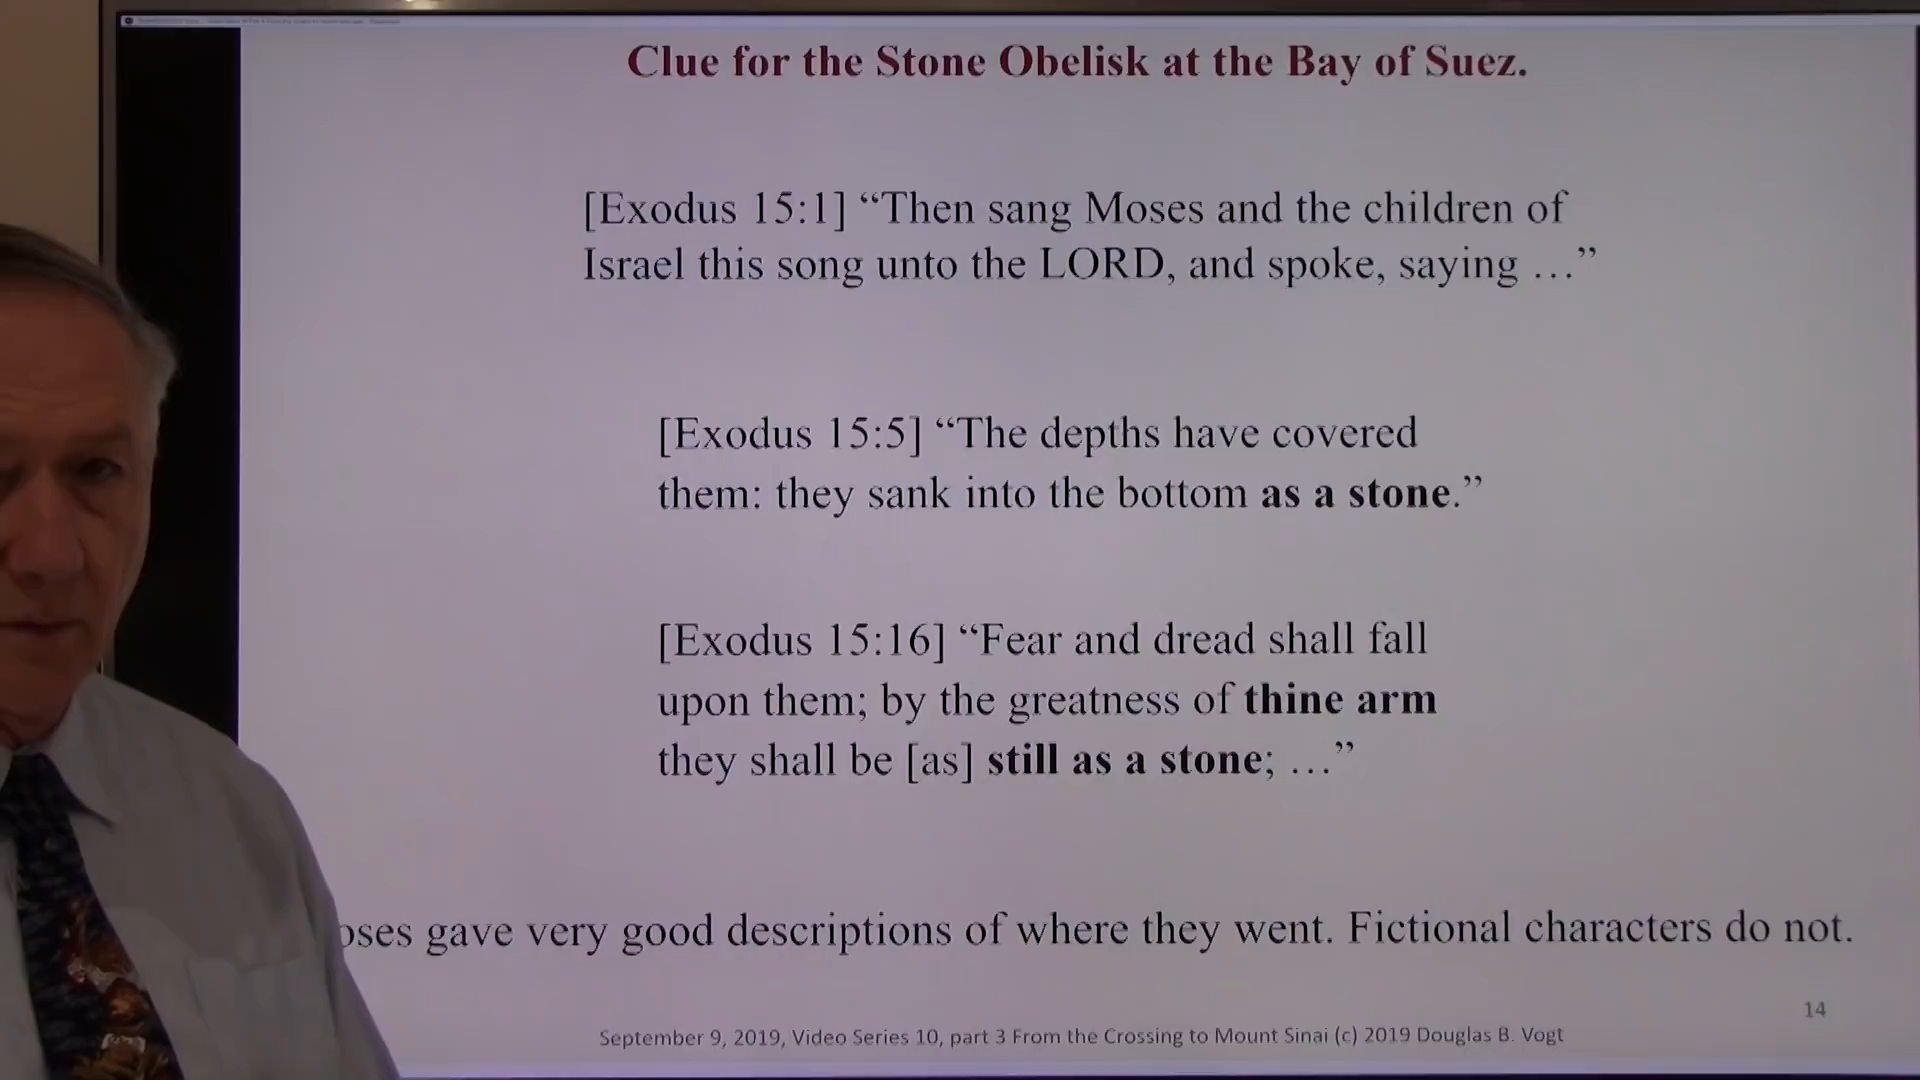 Clue for the Stone Obelisk at the Bay of Suez.
[Exodus 15:1] “Then sang Moses and the children of
Israel this song unto the LORD, and spoke, saying …”
[Exodus 15:5] “The depths have covered
them: they sank into the bottom as a stone.”
[Exodus 15:16] “Fear and dread shall fall
upon them; by the greatness of thine arm
they shall be [as] still as a stone; …”
oses gave very good descriptions of where they went. Fictional characters do not.
14
September 9, 2019, Video Series 10, part 3 From the Crossing to Mount Sinai (c) 2019 Douglas B. Vogt